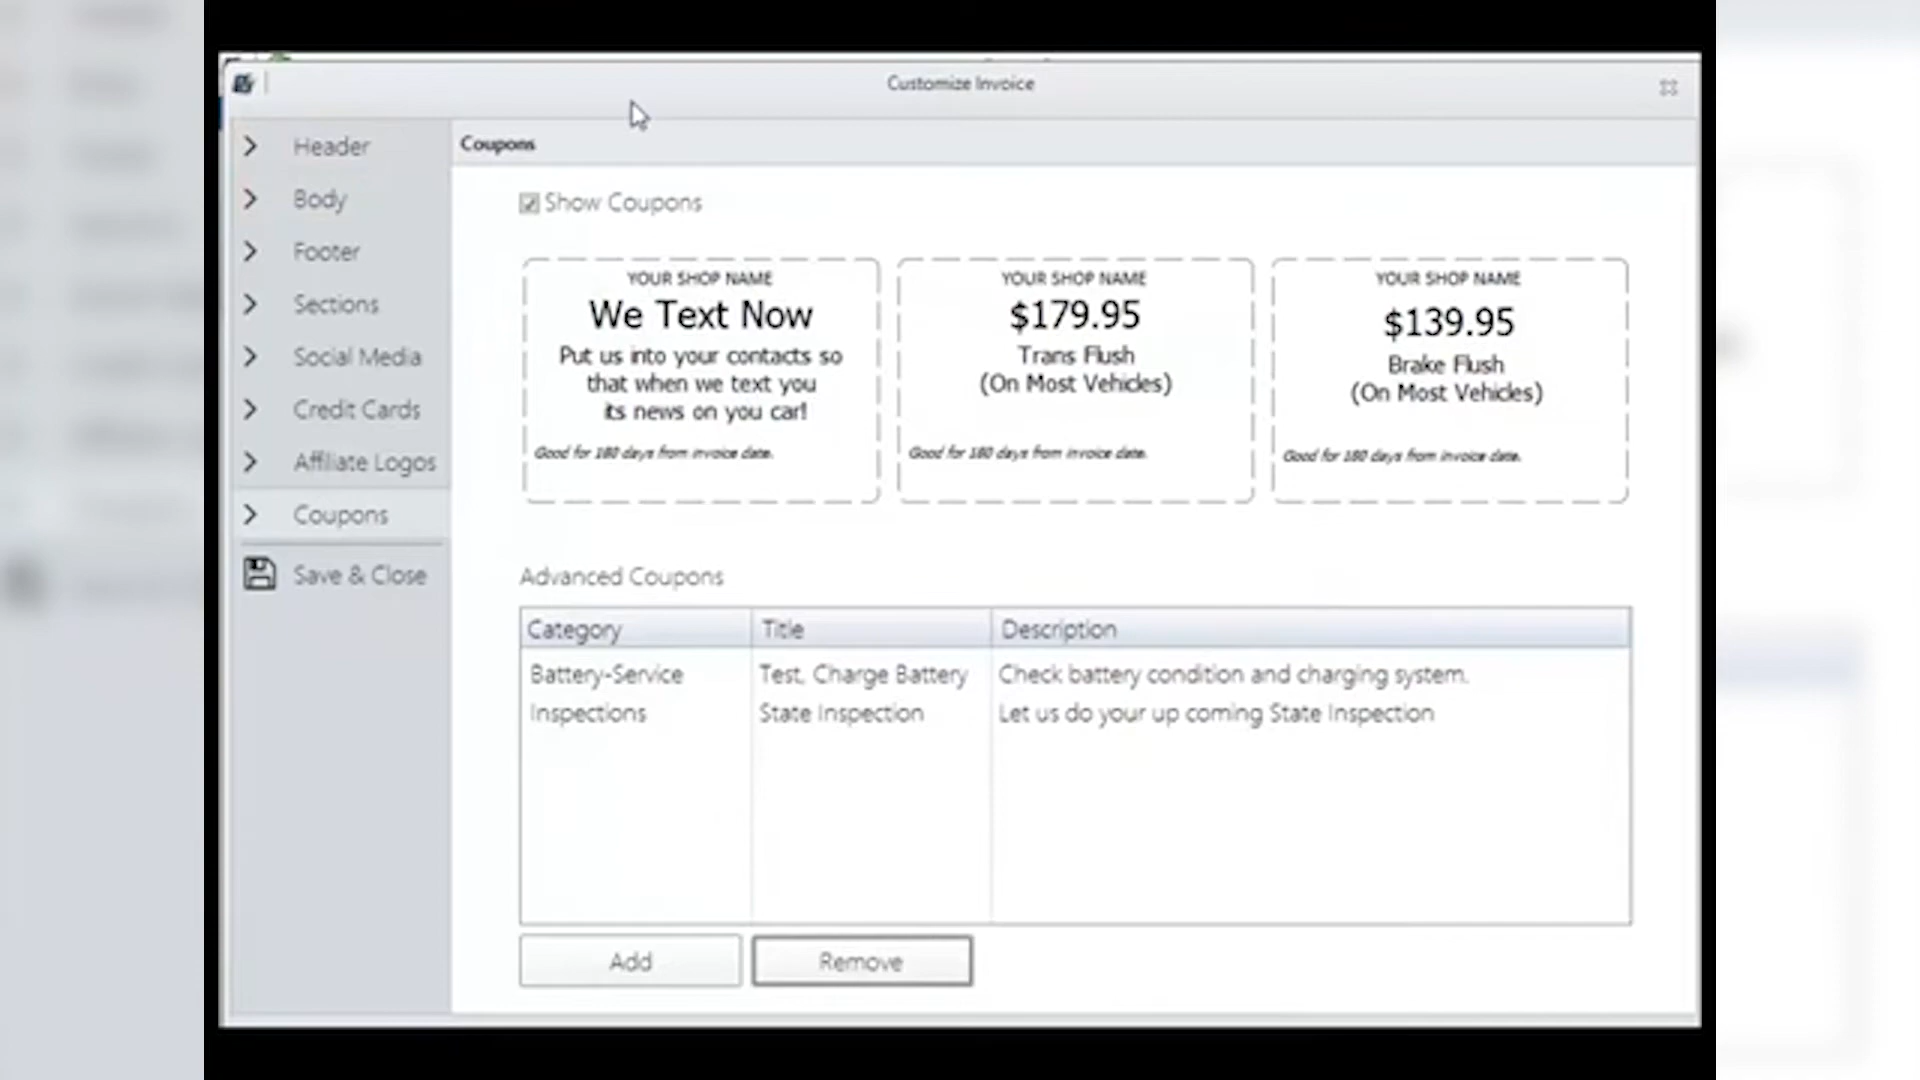 Customize Invoice
Header
Body
Footer
Sections
Social Media
Credit Cards
Affiliate Logos
Coupons
Save & Close
Coupons
Show Coupons
YOUR SHOP NAME
We Text Now
Put us into your contacts so
that when we text you
its news on you car!
Good for 180 days from invoice date.
YOUR SHOP NAME
$179.95
Trans Flush
(On Most Vehicles)
Good for 180 days from invoice date.
YOUR SHOP NAME
$139.95
Brake Flush
(On Most Vehicles)
Good for 180 days from invoice date.
Advanced Coupons
Category Title Description
Battery-Service Test, Charge Battery Check battery condition and charging system.
Inspections State Inspection Let us do your up coming State Inspection
Add Remove